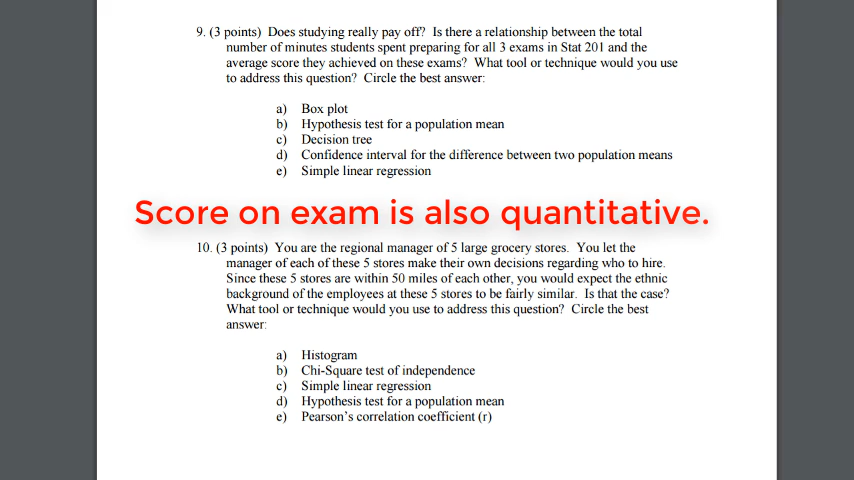 9. (3 points)  Does studying really pay off?  Is there a relationship between the total
number of minutes students spent preparing for all 3 exams in Stat 201 and the
average score they achieved on these exams?  What tool or technique would you use
to address this question?  Circle the best answer:
a) Box plot
b) Hypothesis test for a population mean
c) Decision tree
d) Confidence interval for the difference between two population means
e) Simple linear regression
Score on exam is also quantitative.
10. (3 points)  You are the regional manager of 5 large grocery stores.  You let the
manager of each of these 5 stores make their own decisions regarding who to hire.
Since these 5 stores are within 50 miles of each other, you would expect the ethnic
background of the employees at these 5 stores to be fairly similar.  Is that the case?
What tool or technique would you use to address this question?  Circle the best
answer:
a) Histogram
b) Chi-Square test of independence
c) Simple linear regression
d) Hypothesis test for a population mean
e) Pearson's correlation coefficient (r)